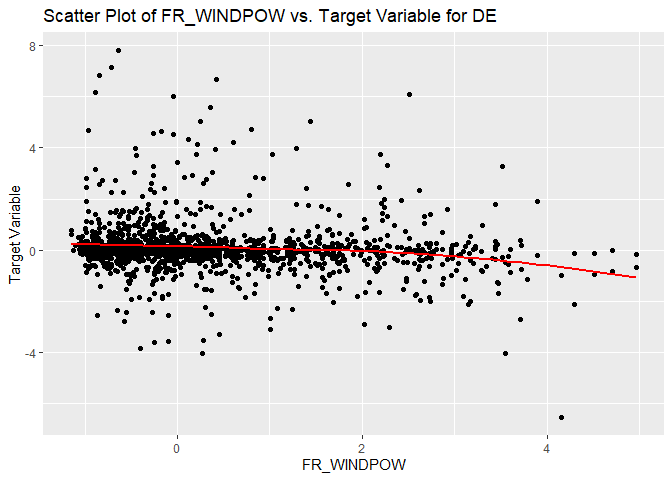 Scatter Plot of FR_WINDPOW vs. Target Variable for DE
8
4
0
-4
Target Variable
0
2
4
FR_WINDPOW